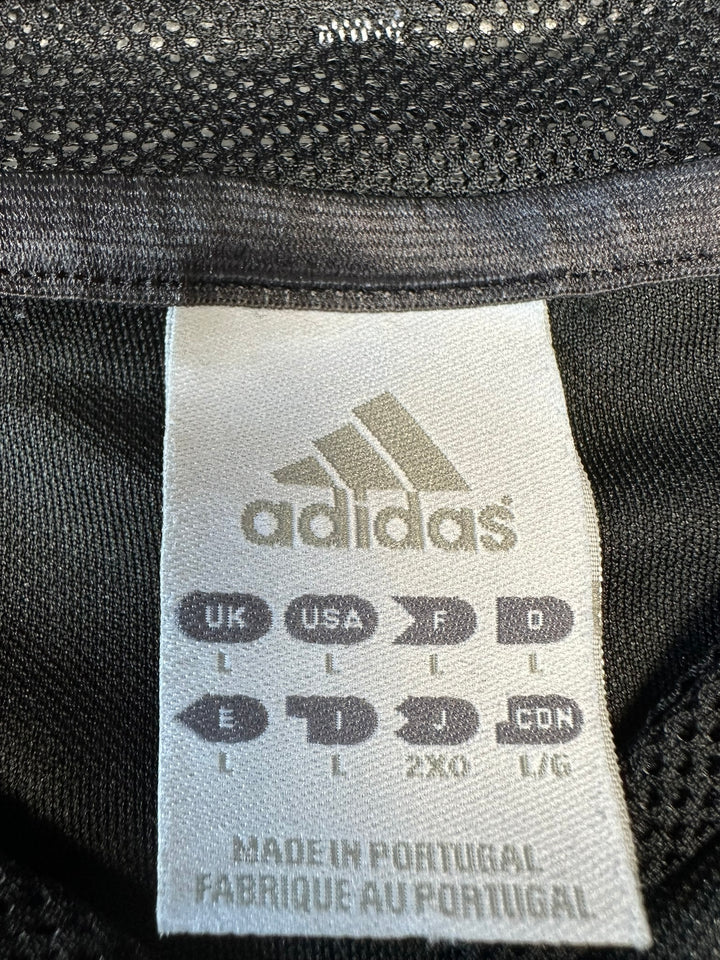 adidas®
UK USA F D
L L L L
E I J CDN
L L 2XO L/G
MADE IN PORTUGAL
FABRIQUE AU PORTUGAL